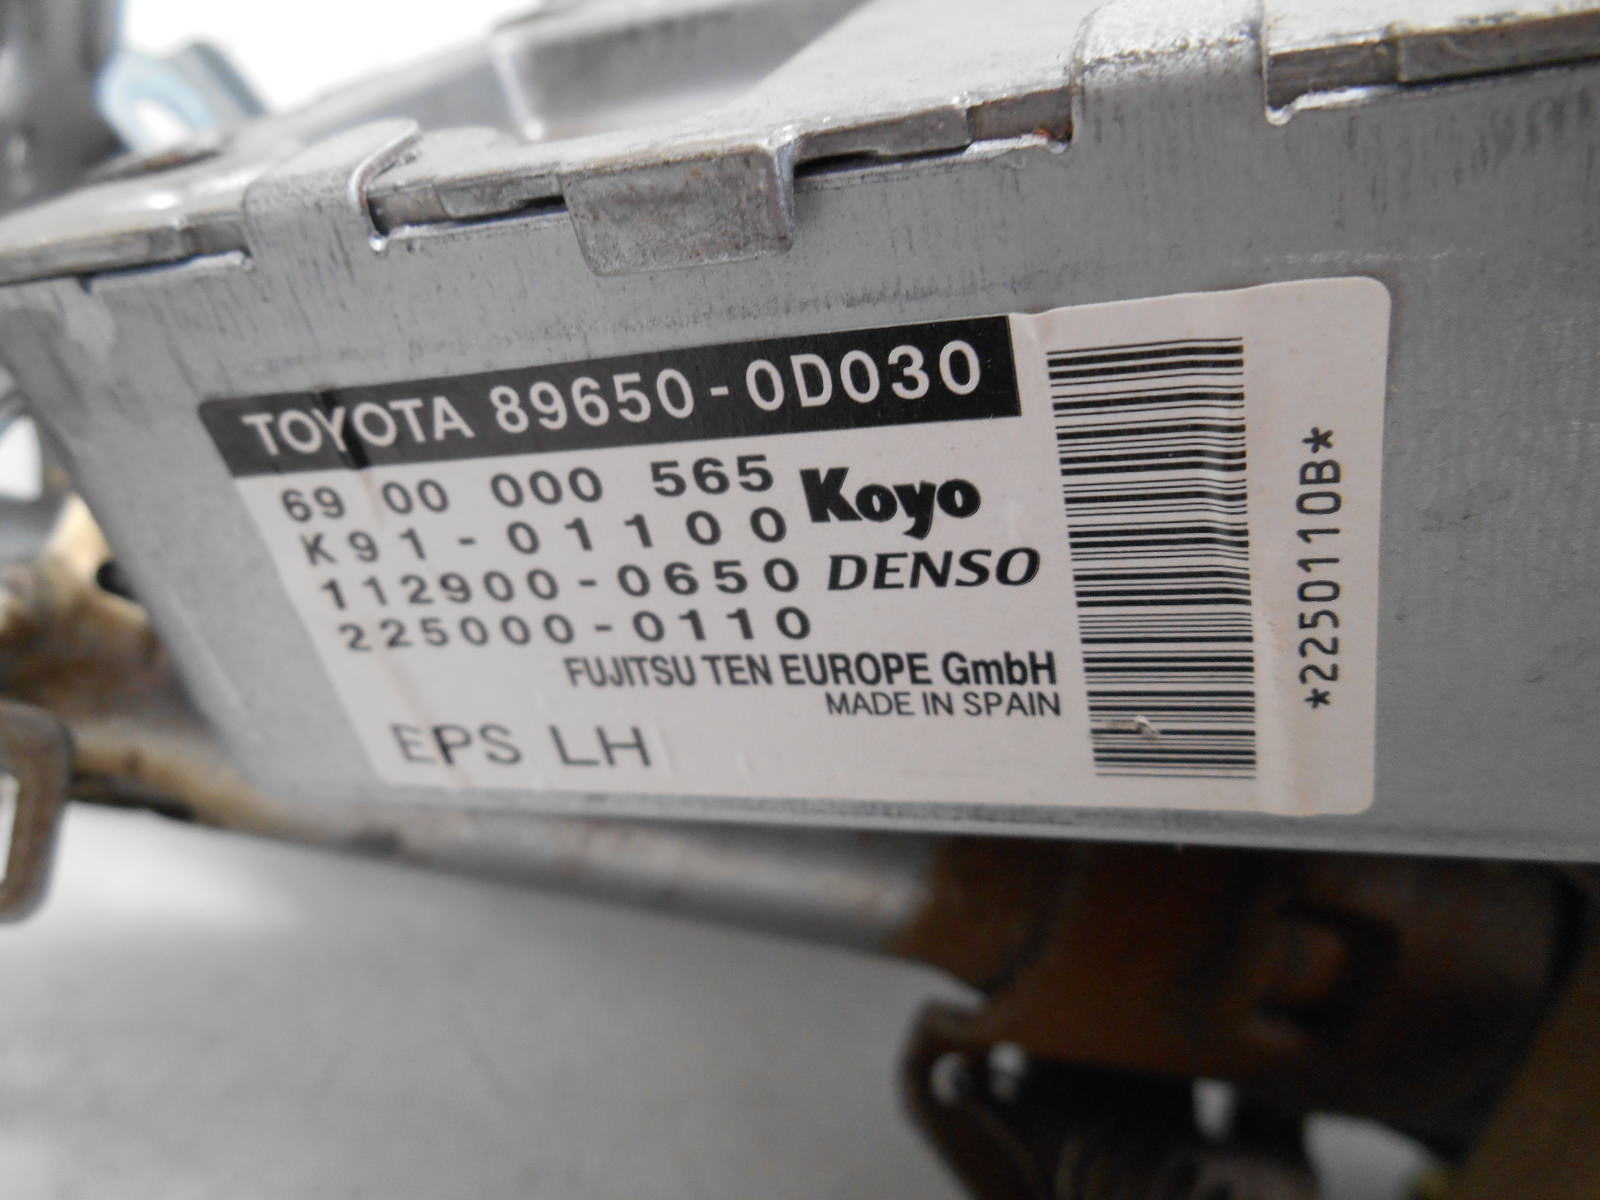 TOYOTA 89650-0D030
69 00 000 565
K91-01100 Koyo
112900-0650 DENSO
225000-0110
FUJITSU TEN EUROPE GmbH
MADE IN SPAIN
EPS LH
*2250110B*